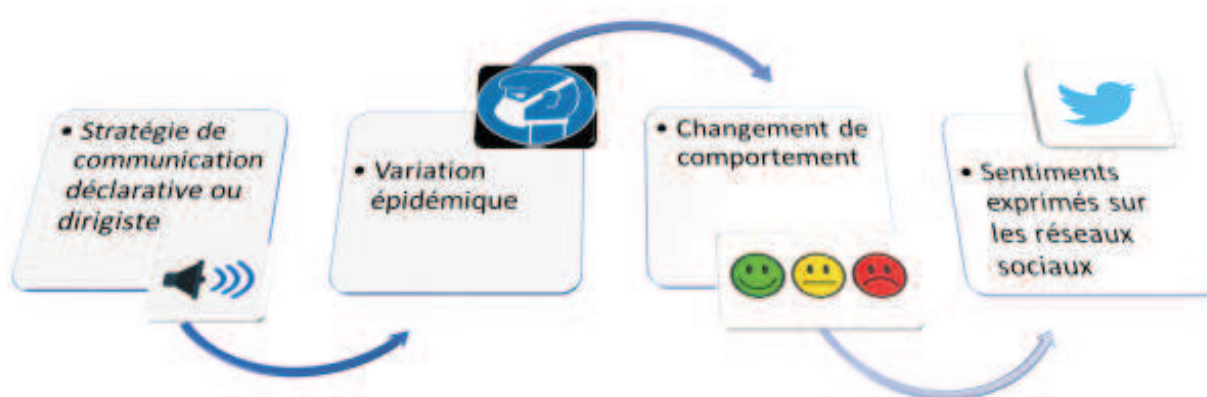 • Stratégie de
communication
déclarative ou
dirigiste
• Variation
épidémique
• Changement de
comportement
• Sentiments
exprimés sur
les réseaux
sociaux